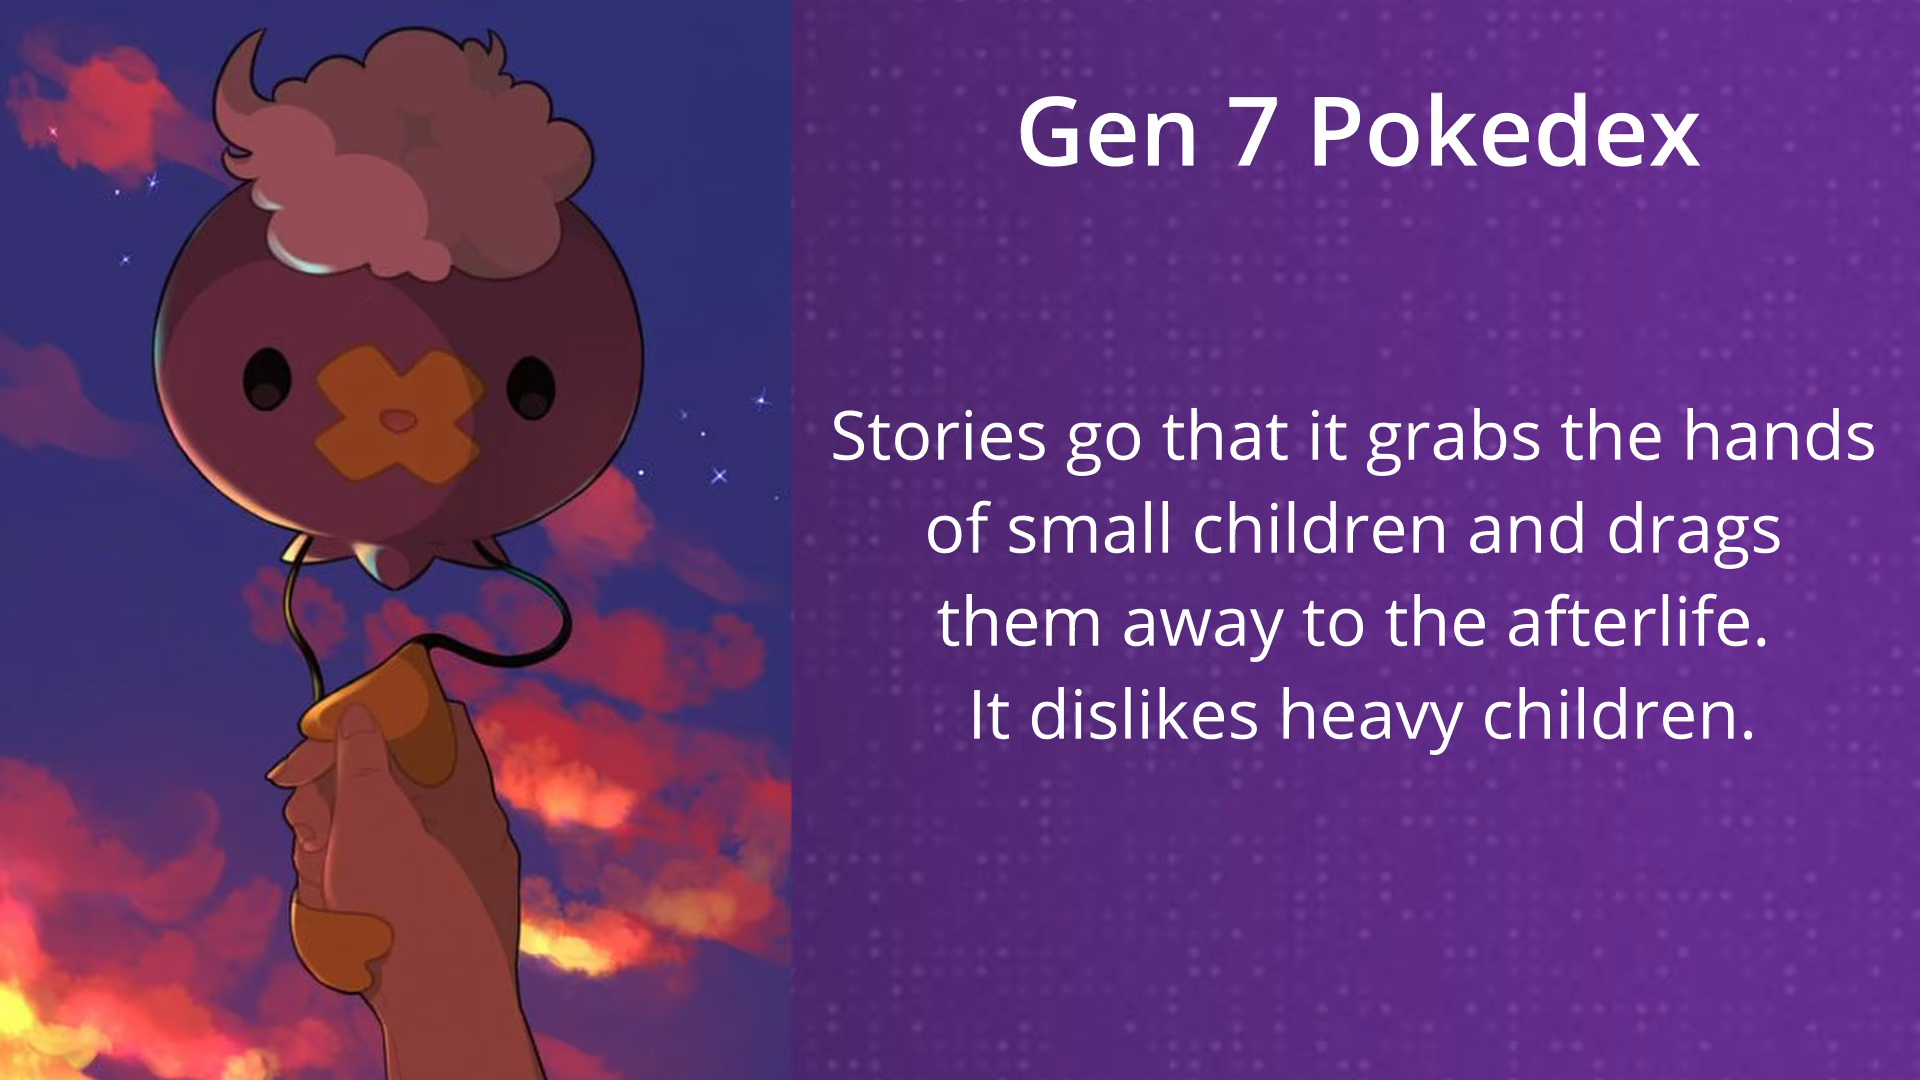 Gen 7 Pokedex
Stories go that it grabs the hands
of small children and drags
them away to the afterlife.
It dislikes heavy children.